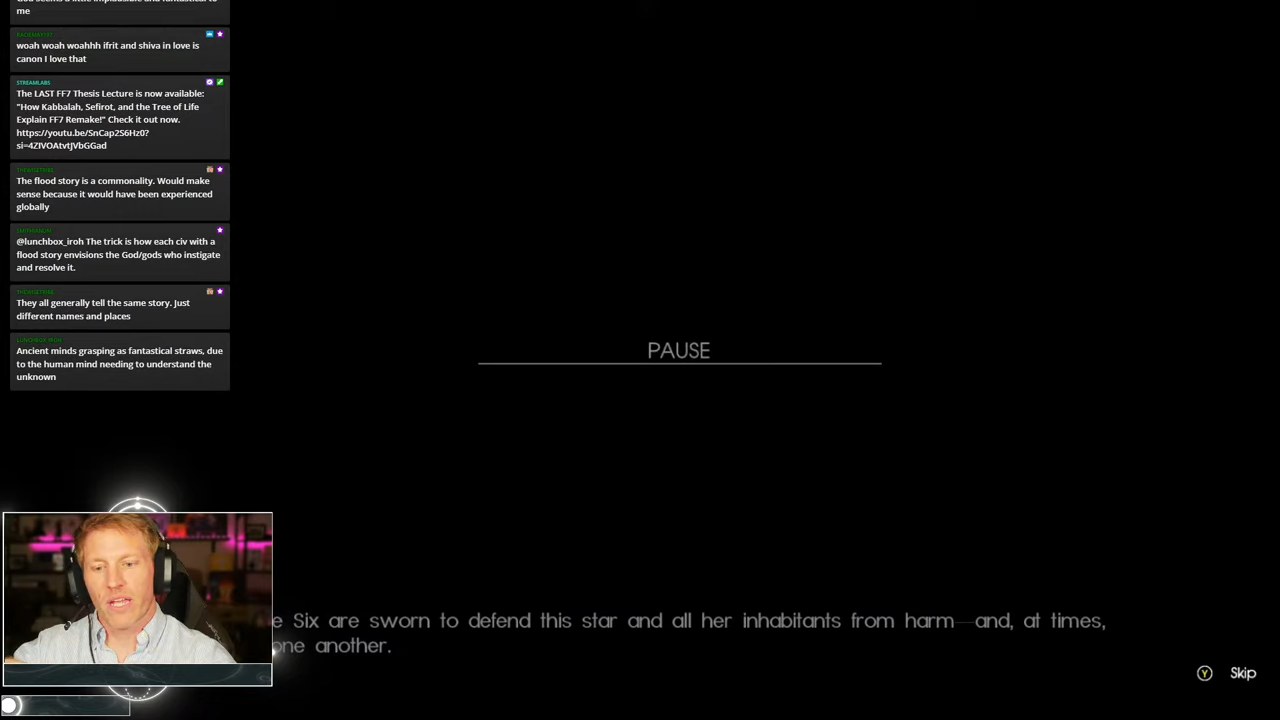 me
woah woah woahhh ifrit and shiva in love is
canon I love that
STREAMLABS
The LAST FF7 Thesis Lecture is now available:
"How Kabbalah, Sefirot, and the Tree of Life
Explain FF7 Remake!" Check it out now.
https://youtu.be/SnCap2S6Hz0?
si=4ZIVOAtvtJVbGGad
The flood story is a commonality. Would make
sense because it would have been experienced
globally
@lunchbox_iroh The trick is how each civ with a
flood story envisions the God/gods who instigate
and resolve it.
They all generally tell the same story. Just
different names and places
Ancient minds grasping as fantastical straws, due
to the human mind needing to understand the
unknown
PAUSE
Six are sworn to defend this star and all her inhabitants from harm—and, at times,
one another.
Y Skip